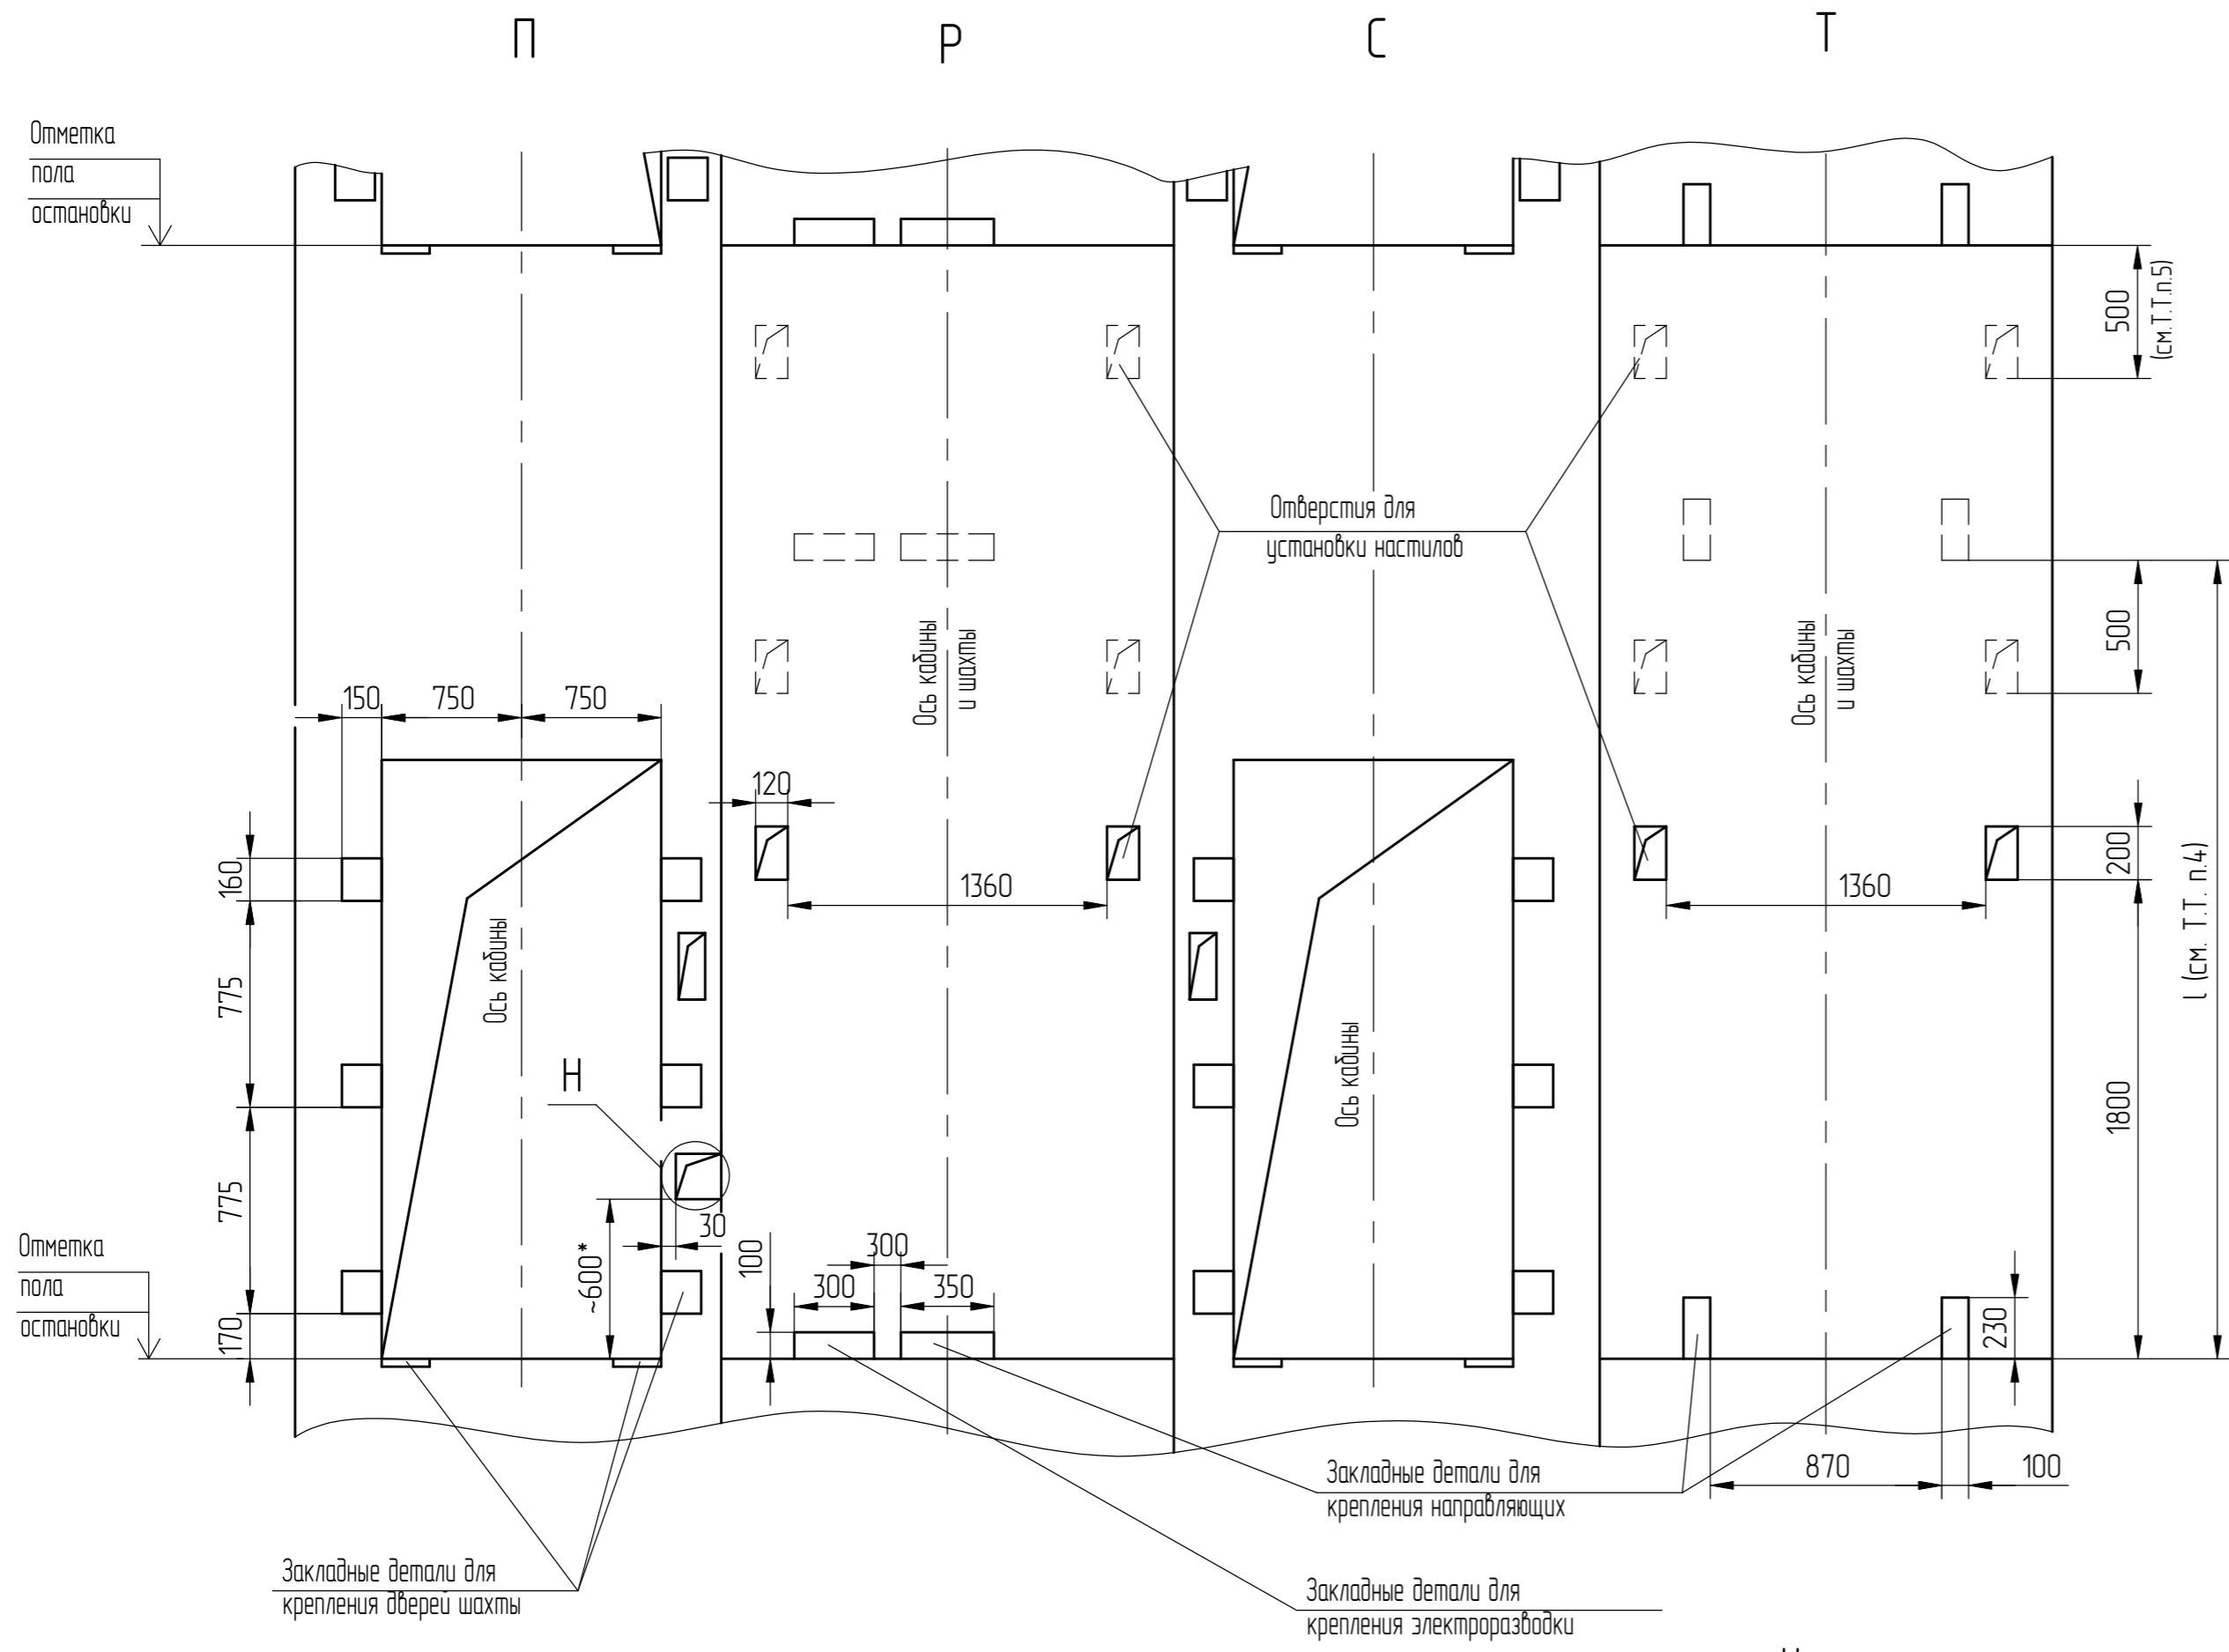 П
Р
С
Т
Отметка
пола
остановки
500
(см.Т.Т.п.5)
Отверстия для
установки настилов
Ось кабины
и шахты
Ось кабины
и шахты
500
150
750
750
120
160
1360
1360
200
l (см. Т.Т. п.4)
775
Ось кабины
Ось кабины
Н
1800
775
Отметка
пола
остановки
170
~600*
30
100
300
300
350
230
870
100
Закладные детали для
крепления направляющих
Закладные детали для
крепления дверей шахты
Закладные детали для
крепления электроразводки